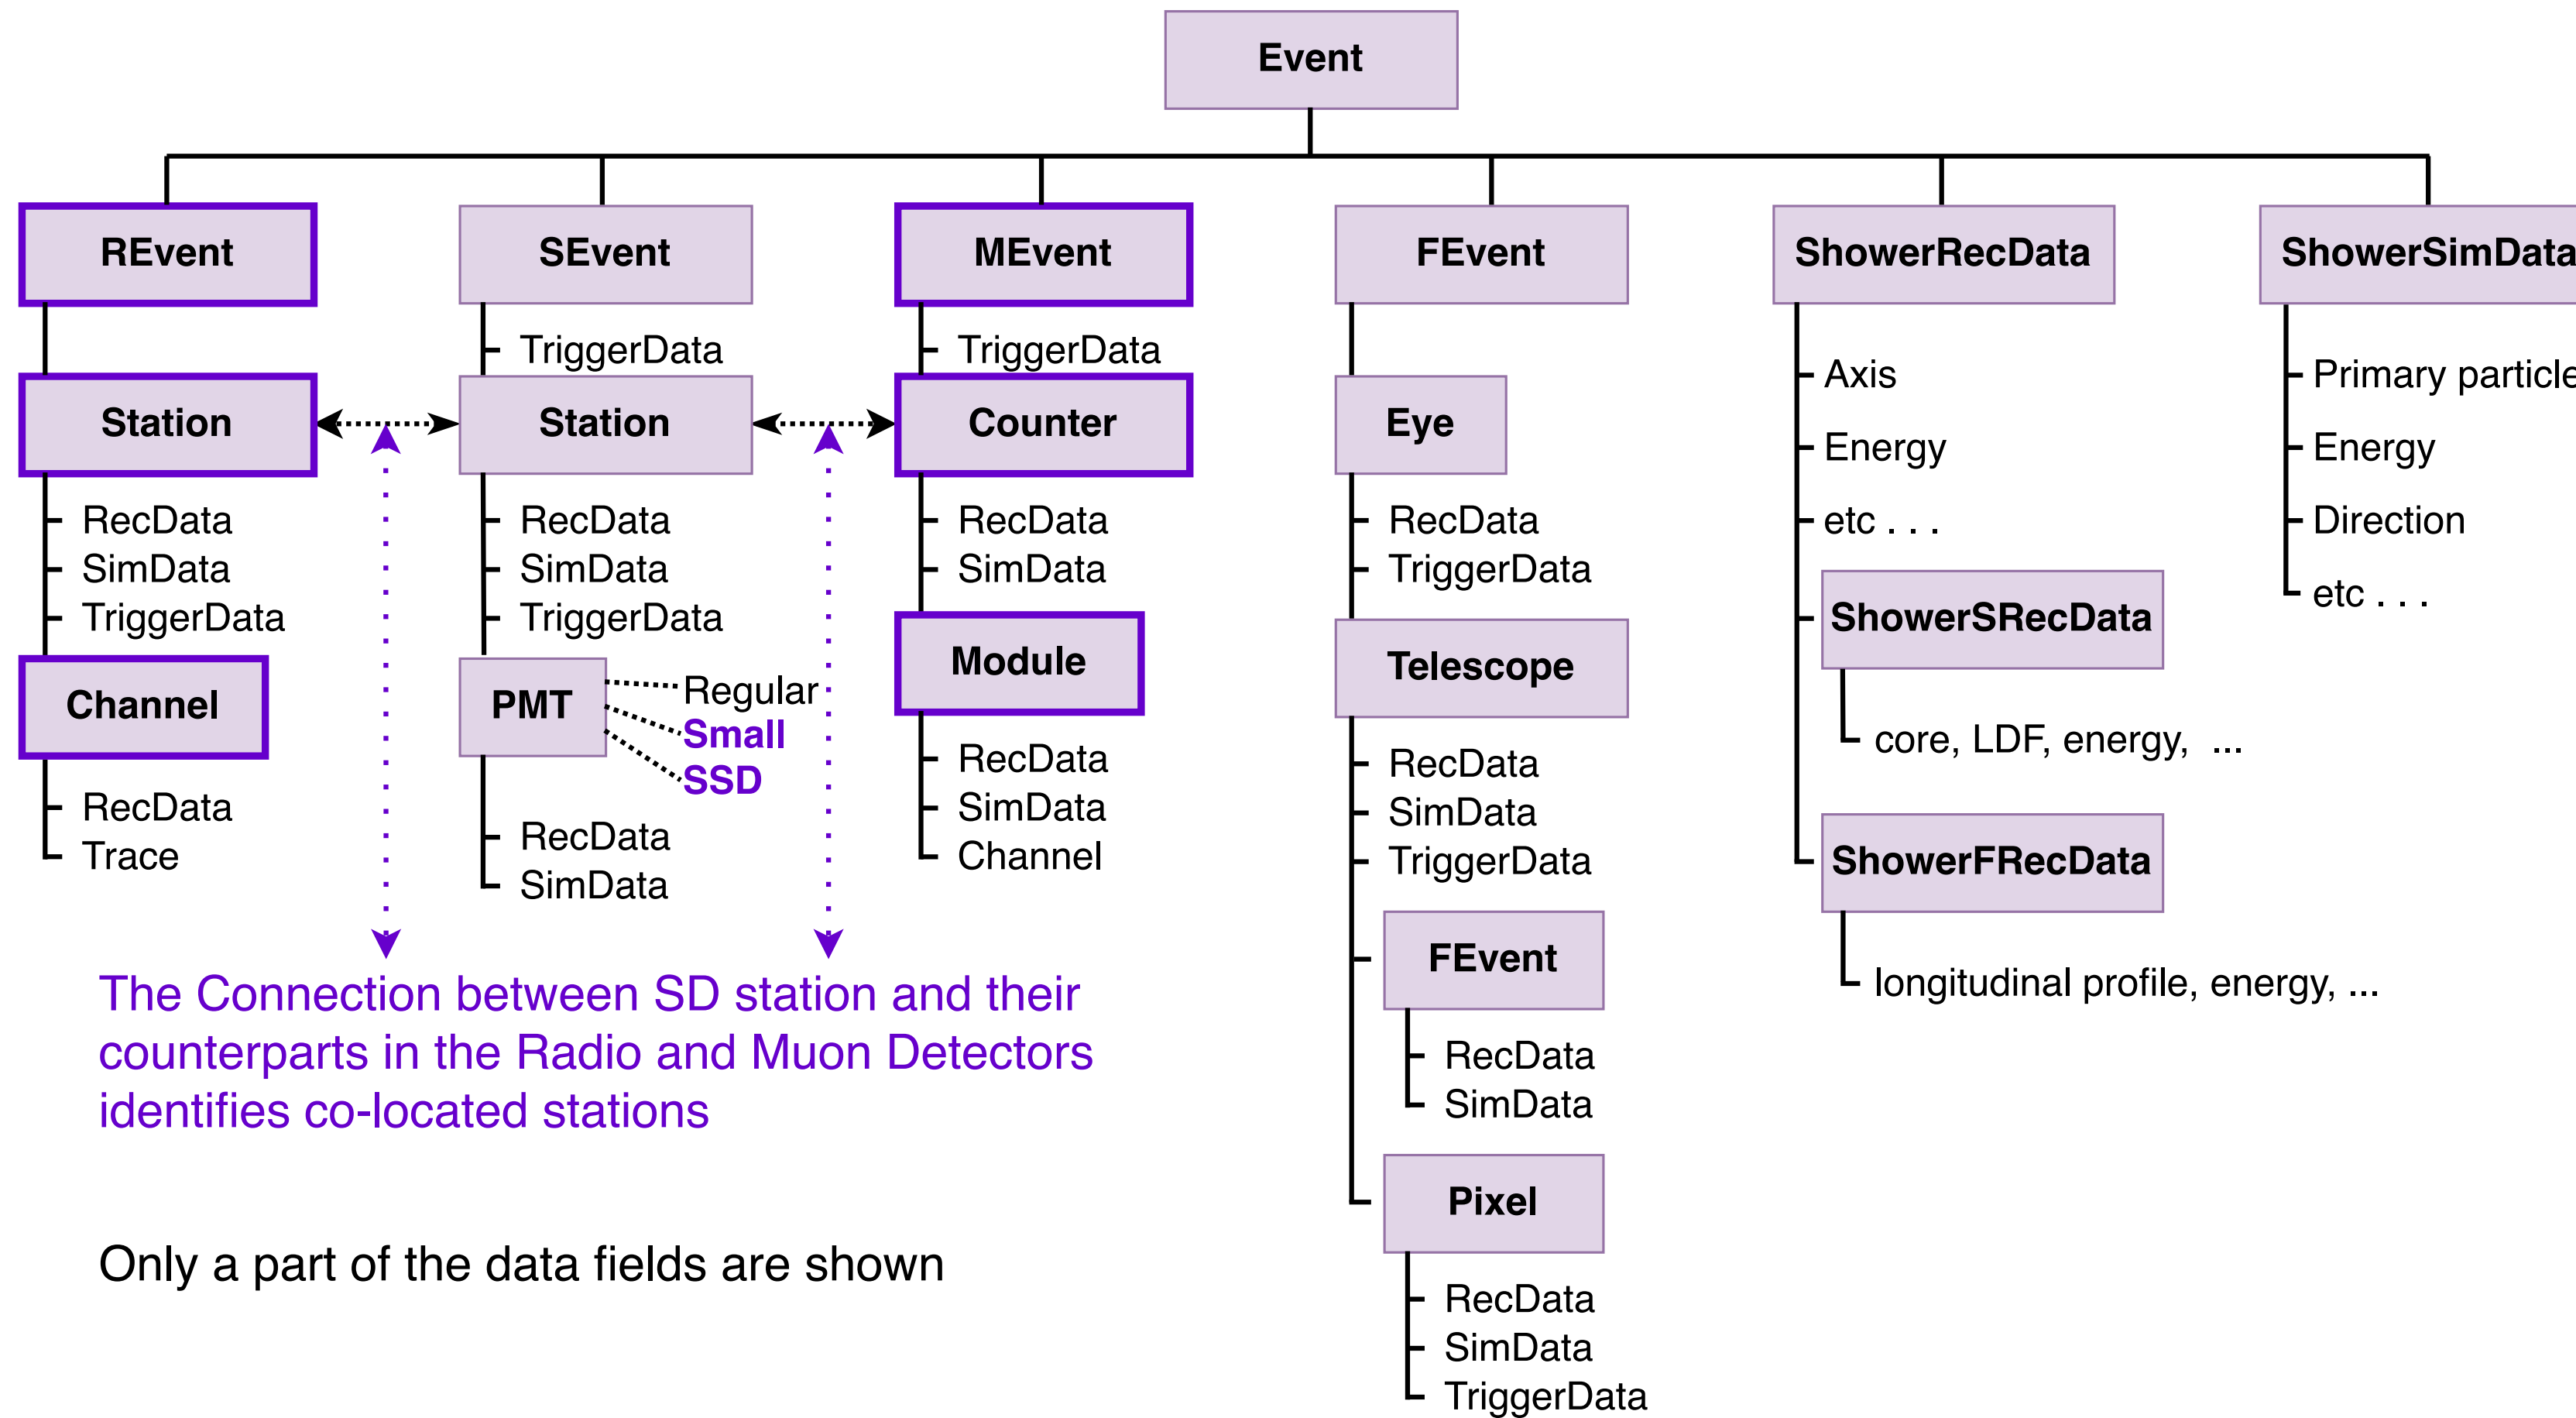 Event
REvent
SEvent
MEvent
FEvent
ShowerRecData
ShowerSimData
TriggerData
TriggerData
Station
Station
Counter
Eye
Axis
Energy
etc . . .
Primary particle
Energy
Direction
etc . . .
RecData
SimData
TriggerData
RecData
SimData
TriggerData
RecData
SimData
RecData
TriggerData
ShowerSRecData
core, LDF, energy, ...
Channel
PMT
Regular
Small
SSD
Module
Telescope
RecData
Trace
RecData
SimData
RecData
SimData
Channel
RecData
SimData
TriggerData
ShowerFRecData
longitudinal profile, energy, ...
FEvent
RecData
SimData
Pixel
RecData
SimData
TriggerData
The Connection between SD station and their
counterparts in the Radio and Muon Detectors
identifies co-located stations
Only a part of the data fields are shown